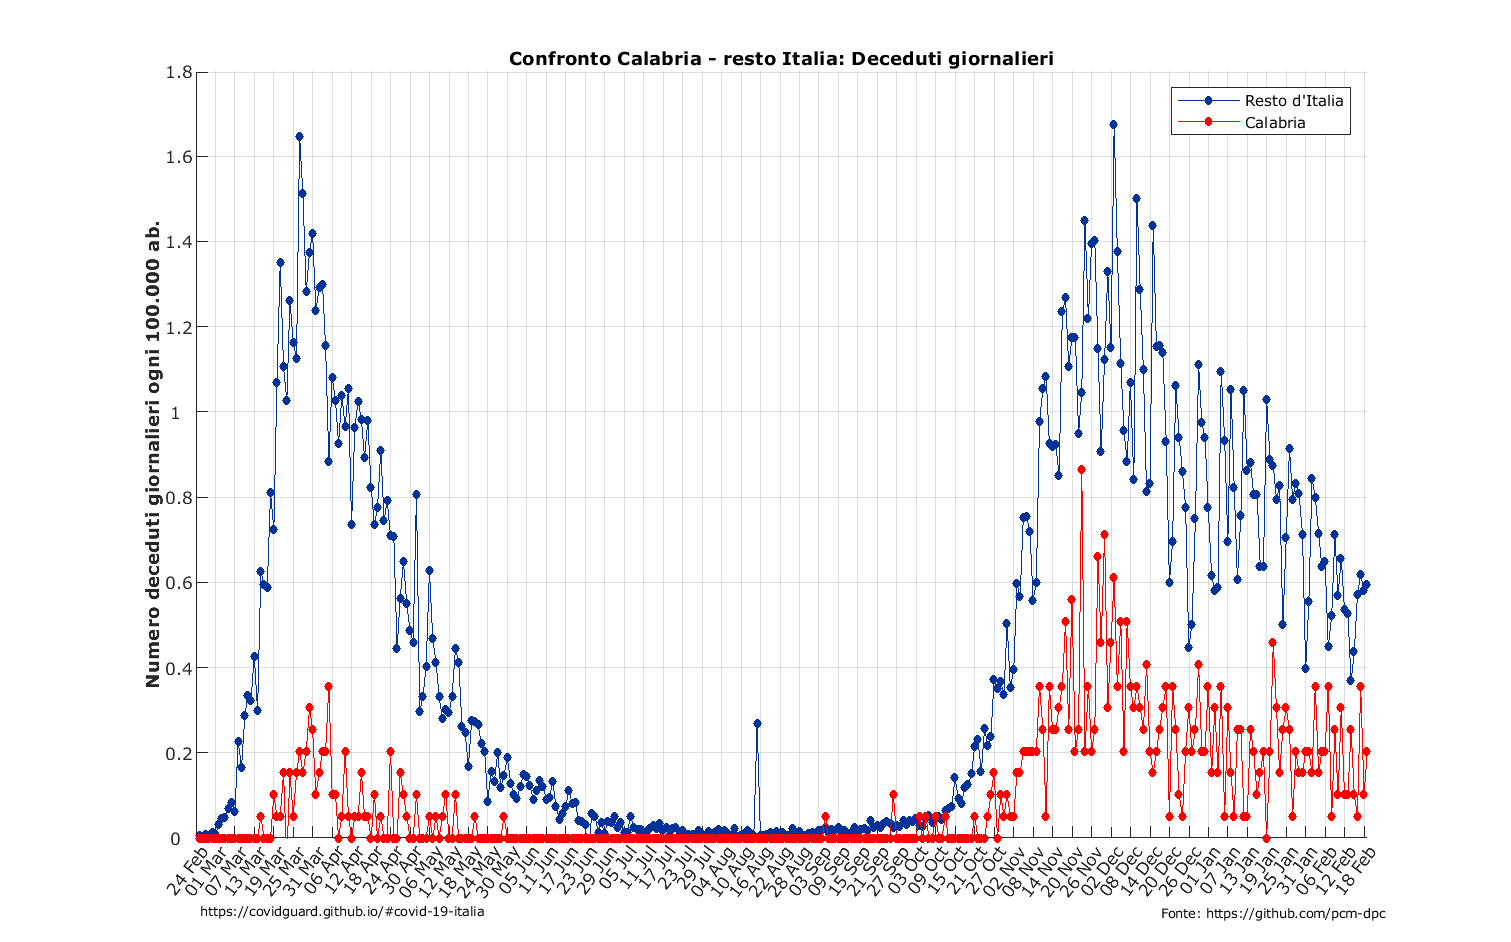 Confronto Calabria - resto Italia: Deceduti giornalieri
Resto d'Italia
Calabria
Numero deceduti giornalieri ogni 100.000 ab.
1.8
1.6
1.4
1.2
1
0.8
0.6
0.4
0.2
0
24 Feb
01 Mar
07 Mar
13 Mar
19 Mar
25 Mar
31 Mar
06 Apr
12 Apr
18 Apr
24 Apr
30 Apr
06 May
12 May
18 May
24 May
30 May
05 Jun
11 Jun
17 Jun
23 Jun
29 Jun
05 Jul
11 Jul
17 Jul
23 Jul
29 Jul
04 Aug
10 Aug
16 Aug
22 Aug
28 Aug
03 Sep
09 Sep
15 Sep
21 Sep
27 Sep
03 Oct
09 Oct
15 Oct
21 Oct
27 Oct
02 Nov
08 Nov
14 Nov
20 Nov
26 Nov
02 Dec
08 Dec
14 Dec
20 Dec
26 Dec
01 Jan
07 Jan
13 Jan
19 Jan
25 Jan
31 Jan
06 Feb
12 Feb
18 Feb
https://covidguard.github.io/#covid-19-italia
Fonte: https://github.com/pcm-dpc